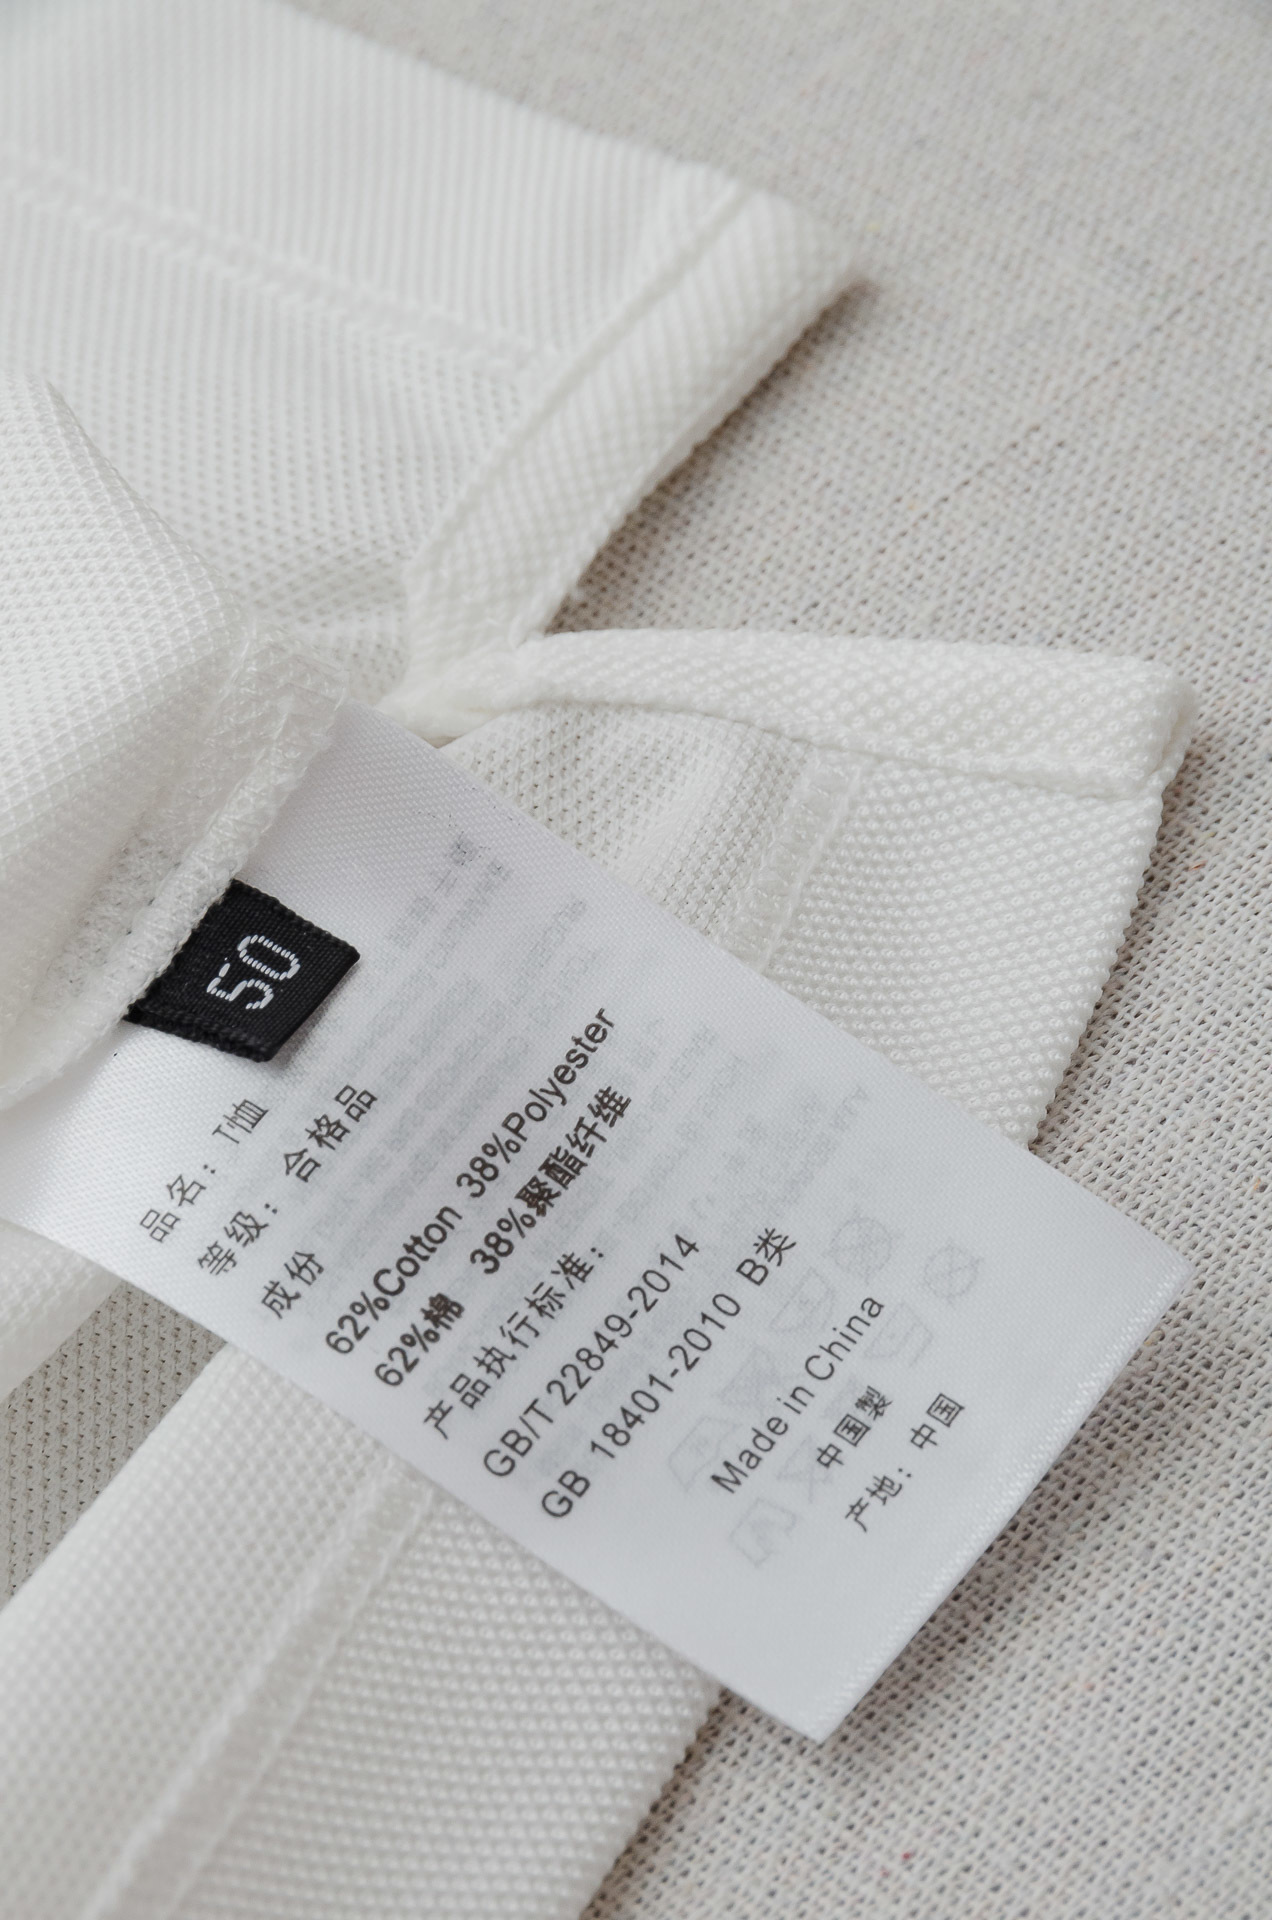 50
品名：T恤
等级：合格品
成份
62%Cotton 38%Polyester
62%棉 38%聚酯纤维
产品执行标准：
GB/T 22849-2014
GB 18401-2010 B类
Made in China
中国製
产地：中国